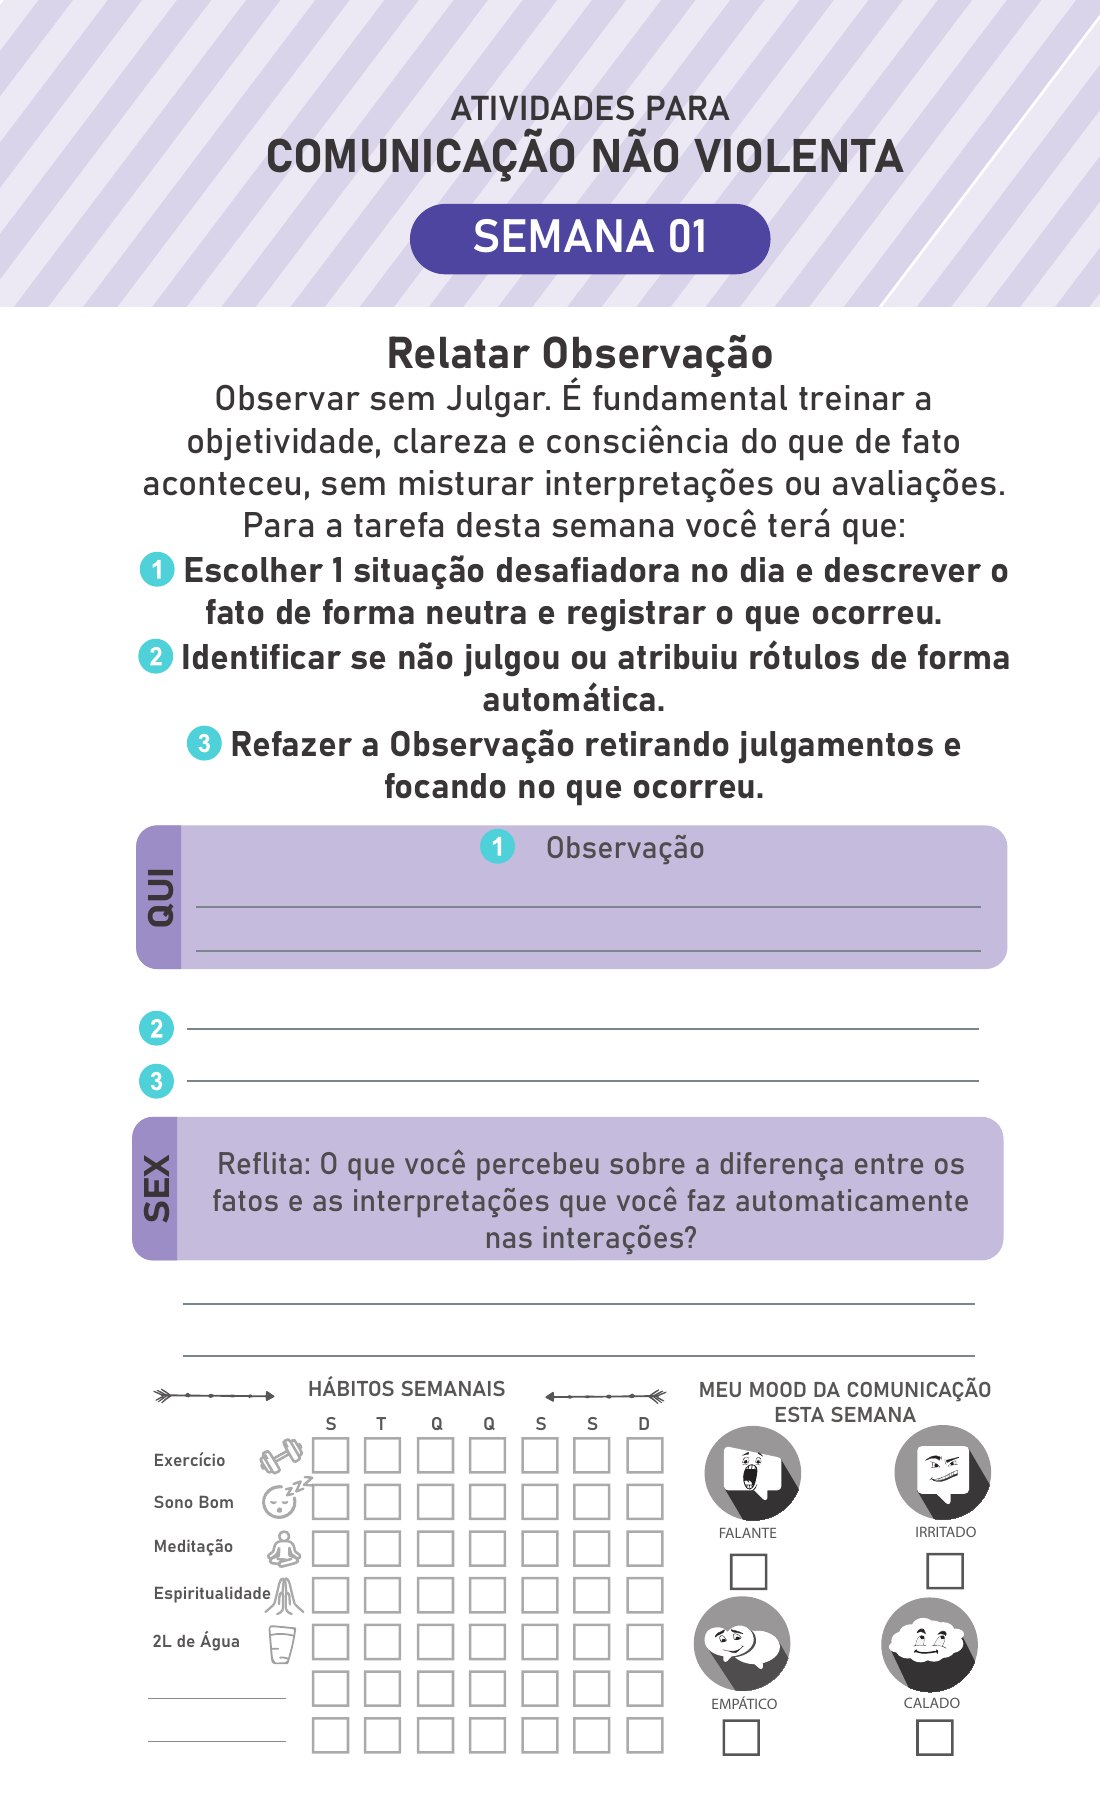 ATIVIDADES PARA
COMUNICAÇÃO NÃO VIOLENTA
SEMANA 01
Relatar Observação
Observar sem Julgar. É fundamental treinar a
objetividade, clareza e consciência do que de fato
aconteceu, sem misturar interpretações ou avaliações.
Para a tarefa desta semana você terá que:
1 Escolher 1 situação desafiadora no dia e descrever o
fato de forma neutra e registrar o que ocorreu.
2 Identificar se não julgou ou atribuiu rótulos de forma
automática.
3 Refazer a Observação retirando julgamentos e
focando no que ocorreu.
QUI
1 Observação
2
3
SEX
Reflita: O que você percebeu sobre a diferença entre os
fatos e as interpretações que você faz automaticamente
nas interações?
HÁBITOS SEMANAIS
S T Q Q S S D
Exercício
Sono Bom
zzz
Meditação
Espiritualidade
2L de Água
MEU MOOD DA COMUNICAÇÃO
ESTA SEMANA
FALANTE
IRRITADO
EMPÁTICO
CALADO